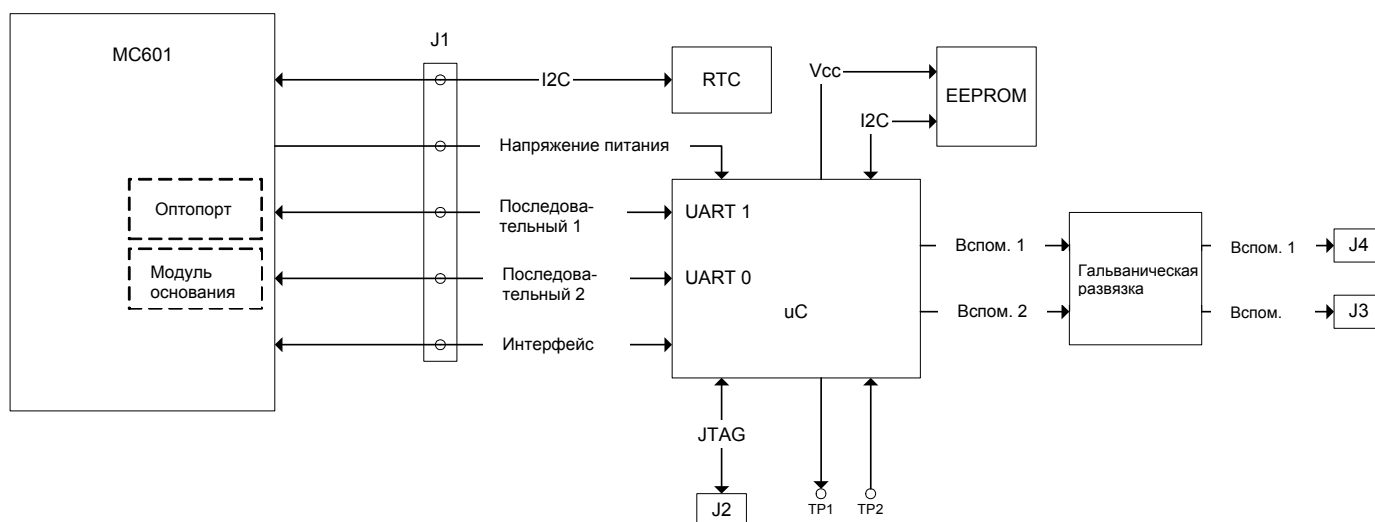 MC601
J1
I2C
RTC
Vcc
EEPROM
I2C
Напряжение питания
Оптопорт
Последова-
тельный 1
UART 1
Модуль
основания
Последова-
тельный 2
UART 0
uC
Интерфейс
Вспом. 1
Вспом. 2
Гальваническая
развязка
Вспом. 1
J4
Вспом.
J3
JTAG
J2
TP1
TP2